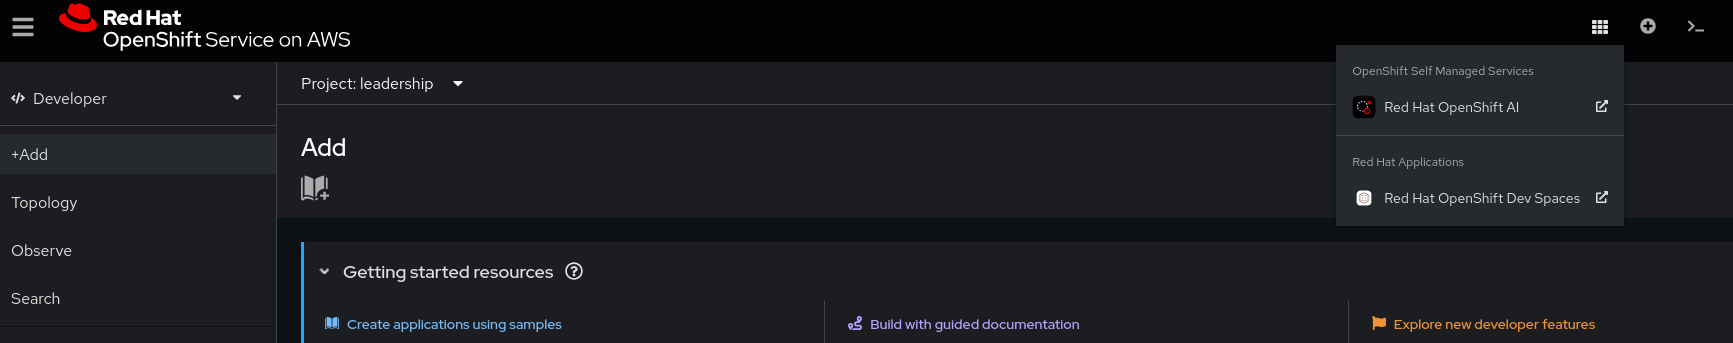 Red Hat
OpenShift Service on AWS
Developer
Project: leadership
OpenShift Self Managed Services
Red Hat OpenShift AI
Red Hat Applications
Red Hat OpenShift Dev Spaces
+Add
Topology
Observe
Search
Add
Getting started resources
Create applications using samples
Build with guided documentation
Explore new developer features